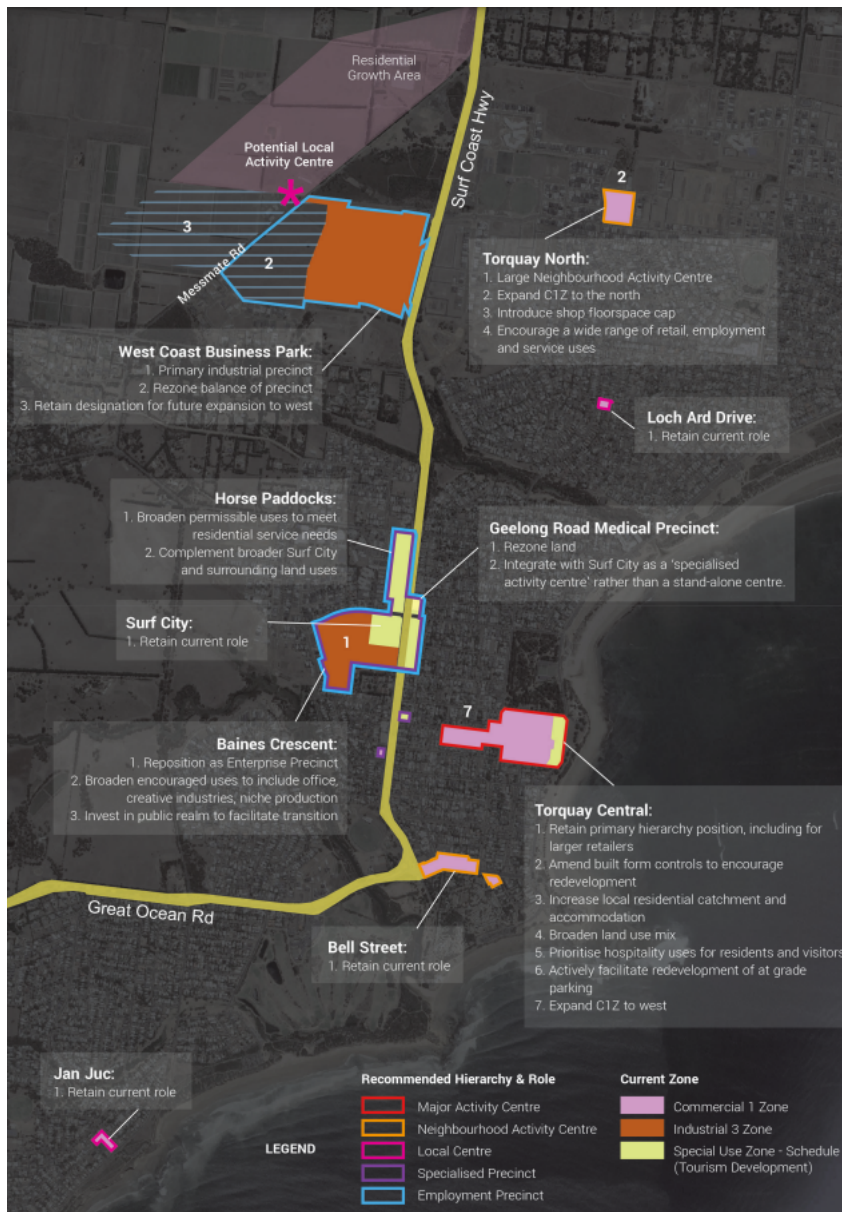 Residential
Growth Area
Surf Coast Hwy
Potential Local
Activity Centre
2
3
2
Messmate Rd
Torquay North:
1. Large Neighbourhood Activity Centre
2. Expand C1Z to the north
3. Introduce shop floorspace cap
4. Encourage a wide range of retail, employment
and service uses
West Coast Business Park:
1. Primary industrial precinct
2. Rezone balance of precinct
3. Retain designation for future expansion to west
Loch Ard Drive:
1. Retain current role
Horse Paddocks:
1. Broaden permissible uses to meet
residential service needs
2. Complement broader Surf City
and surrounding land uses
Geelong Road Medical Precinct:
1. Rezone land
2. Integrate with Surf City as a 'specialised
activity centre' rather than a stand-alone centre.
Surf City:
1. Retain current role
1
7
Baines Crescent:
1. Reposition as Enterprise Precinct
2. Broaden encouraged uses to include office,
creative industries, niche production
3. Invest in public realm to facilitate transition
Torquay Central:
1. Retain primary hierarchy position, including for
larger retailers
2. Amend built form controls to encourage
redevelopment
3. Increase local residential catchment and
accommodation
4. Broaden land use mix
5. Prioritise hospitality uses for residents and visitors
6. Actively facilitate redevelopment of at grade
parking
7. Expand C1Z to west
Great Ocean Rd
Bell Street:
1. Retain current role
Jan Juc:
1. Retain current role
LEGEND
Recommended Hierarchy & Role
Major Activity Centre
Neighbourhood Activity Centre
Local Centre
Specialised Precinct
Employment Precinct
Current Zone
Commercial 1 Zone
Industrial 3 Zone
Special Use Zone - Schedule
(Tourism Development)